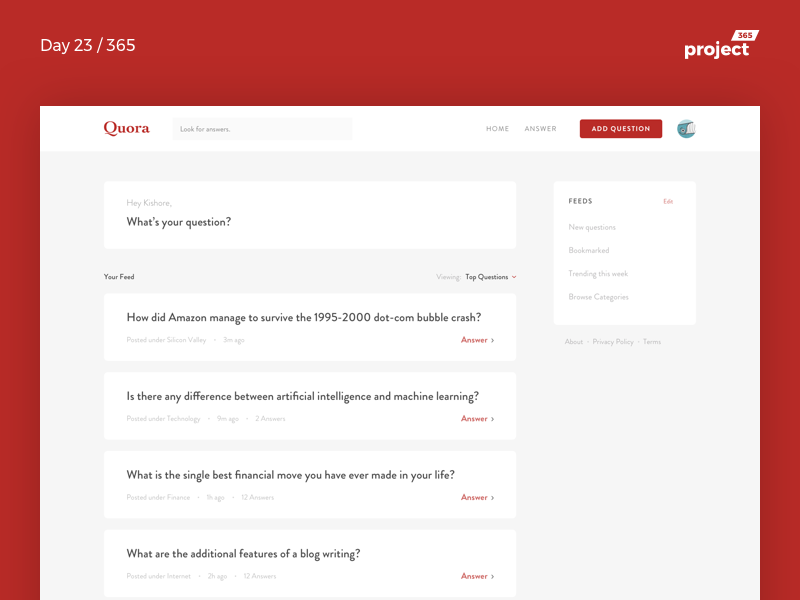 Day 23 / 365
365
project
Quora
Look for answers.
HOME
ANSWER
ADD QUESTION
Hey Kishore,
What's your question?
Your Feed
Viewing: Top Questions
How did Amazon manage to survive the 1995-2000 dot-com bubble crash?
Posted under Silicon Valley • 3m ago
Answer >
Is there any difference between artificial intelligence and machine learning?
Posted under Technology • 9m ago • 2 Answers
Answer >
What is the single best financial move you have ever made in your life?
Posted under Finance • 1h ago • 12 Answers
Answer >
What are the additional features of a blog writing?
Posted under Internet • 2h ago • 12 Answers
Answer >
FEEDS
Edit
New questions
Bookmarked
Trending this week
Browse Categories
About • Privacy Policy • Terms